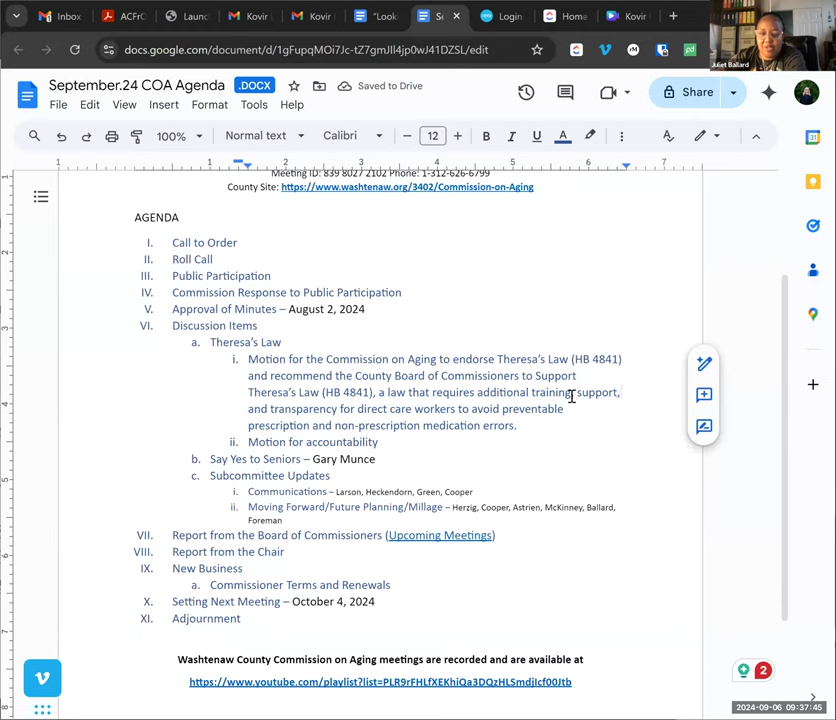 Inbox
ACFrC
Launc
Kovir
Kovir
"Look
Se
Login
Home
Kovir
docs.google.com/document/d/1gFupqMOi7Jc-tZ7gmJIl4jp0wJ41DZSL/edit
Juliet Ballard
September.24 COA Agenda .DOCX Saved to Drive
File Edit View Insert Format Tools Help
Share
100% Normal text Calibri 12 B I U A
1 1 2 3 4 5 6 7
Meeting ID: 839 8027 2102 Phone: 1-312-626-6799
County Site: https://www.washtenaw.org/3402/Commission-on-Aging
AGENDA
I. Call to Order
II. Roll Call
III. Public Participation
IV. Commission Response to Public Participation
V. Approval of Minutes – August 2, 2024
VI. Discussion Items
a. Theresa's Law
i. Motion for the Commission on Aging to endorse Theresa's Law (HB 4841)
and recommend the County Board of Commissioners to Support
Theresa's Law (HB 4841), a law that requires additional training, support,
and transparency for direct care workers to avoid preventable
prescription and non-prescription medication errors.
ii. Motion for accountability
b. Say Yes to Seniors – Gary Munce
c. Subcommittee Updates
i. Communications – Larson, Heckendorn, Green, Cooper
ii. Moving Forward/Future Planning/Millage – Herzig, Cooper, Astrien, McKinney, Ballard,
Foreman
VII. Report from the Board of Commissioners (Upcoming Meetings)
VIII. Report from the Chair
IX. New Business
a. Commissioner Terms and Renewals
X. Setting Next Meeting – October 4, 2024
XI. Adjournment
Washtenaw County Commission on Aging meetings are recorded and are available at
https://www.youtube.com/playlist?list=PLR9rFHLfXEKhiQa3DQzHLSmdjIcf00Jtb
2
2024-09-06 09:37:45